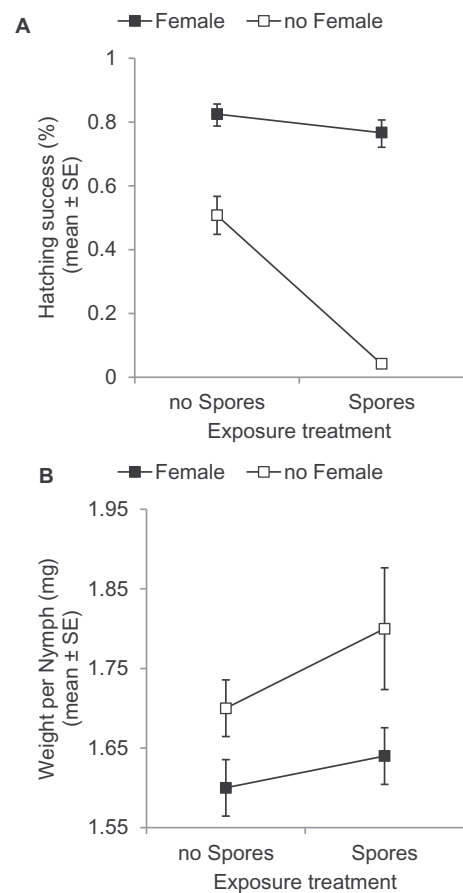 A
Female no Female
Hatching success (%)
(mean ± SE)
1
0.8
0.6
0.4
0.2
0
no Spores Spores
Exposure treatment
B
Female no Female
Weight per Nymph (mg)
(mean ± SE)
1.95
1.85
1.75
1.65
1.55
no Spores Spores
Exposure treatment